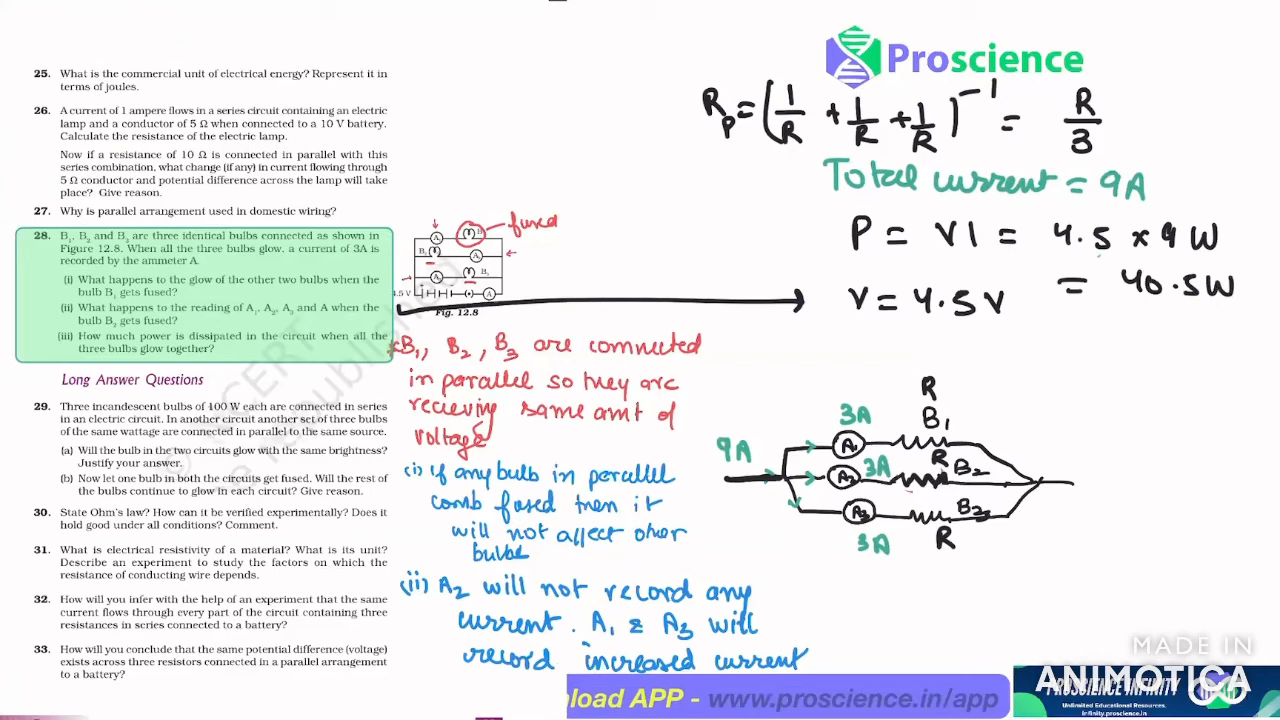 25. What is the commercial unit of electrical energy? Represent it in
terms of joules.
26. A current of 1 ampere flows in a series circuit containing an electric
lamp and a conductor of 5 Ω when connected to a 10 V battery.
Calculate the resistance of the electric lamp.
Now if a resistance of 10 Ω is connected in parallel with this
series combination, what change (if any) in current flowing through
5 Ω conductor and potential difference across the lamp will take
place? Give reason.
27. Why is parallel arrangement used in domestic wiring?
28. B₁, B₂ and B₃ are three identical bulbs connected as shown in
Figure 12.8. When all the three bulbs glow, a current of 3A is
recorded by the ammeter A.
(i) What happens to the glow of the other two bulbs when the
bulb B₁ gets fused?
(ii) What happens to the reading of A₁, A₂, A₃ and A when the
bulb B₂ gets fused?
(iii) How much power is dissipated in the circuit when all the
three bulbs glow together?
Long Answer Questions
29. Three incandescent bulbs of 100 W each are connected in series
in an electric circuit. In another circuit another set of three bulbs
of the same wattage are connected in parallel to the same source.
(a) Will the bulb in the two circuits glow with the same brightness?
Justify your answer.
(b) Now let one bulb in both the circuits get fused. Will the rest of
the bulbs continue to glow in each circuit? Give reason.
30. State Ohm's law? How can it be verified experimentally? Does it
hold good under all conditions? Comment.
31. What is electrical resistivity of a material? What is its unit?
Describe an experiment to study the factors on which the
resistance of conducting wire depends.
32. How will you infer with the help of an experiment that the same
current flows through every part of the circuit containing three
resistances in series connected to a battery?
33. How will you conclude that the same potential difference (voltage)
exists across three resistors connected in a parallel arrangement
to a battery?
fused
.5 V
A
Fig. 12.8
*B₁, B₂, B₃ are connected
in parallel so they are
recieving same amt of
voltage
(i) if any bulb in perallel
comb fused then it
will not affect other
bulbs
(ii) A₂ will not record any
current. A₁ & A₃ will
record increased current
Proscience
Rp = (1/R + 1/R + 1/R)⁻¹ = R/3
Total current = 9A
P = VI = 4.5 × 9 W
= 40.5W
V = 4.5 V
R
3A B₁
9A A₁
R
3A B₂
A₂
A₃ B₃
3A R
MADE IN
ANIMOTICA
nload APP - www.proscience.in/app
PROSCIENCE INFINITY
Unlimited Educational Resources.
infinity.proscience.in